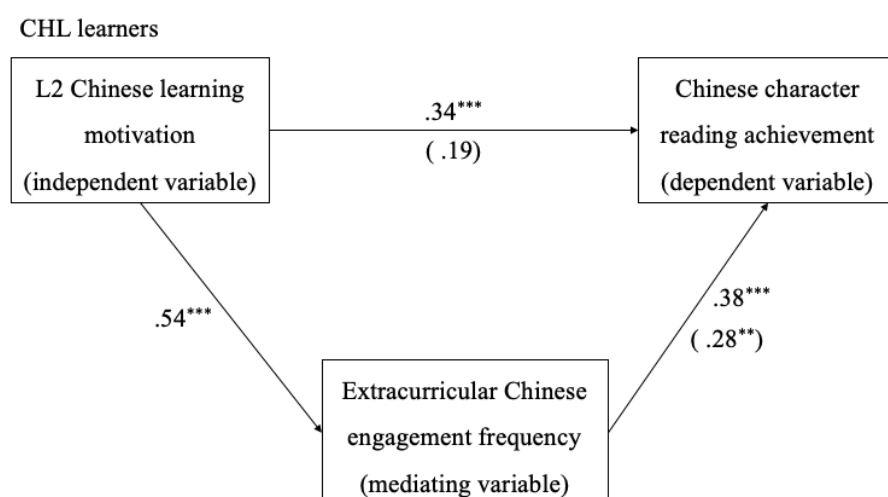 CHL learners
L2 Chinese learning
motivation
(independent variable)
.34***
( .19)
Chinese character
reading achievement
(dependent variable)
.54***
.38***
( .28**)
Extracurricular Chinese
engagement frequency
(mediating variable)